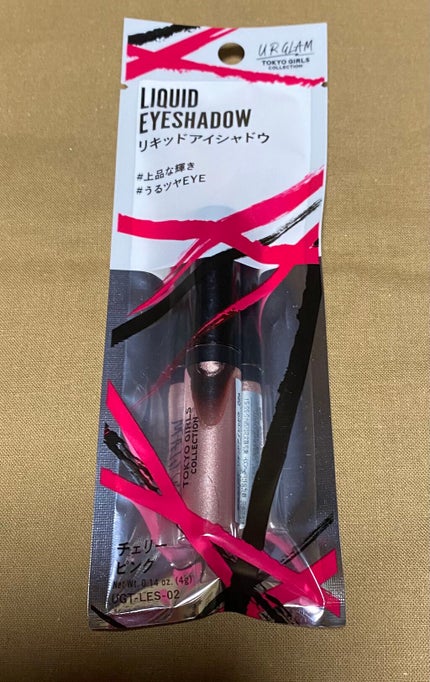 UR GLAM
TOKYO GIRLS
COLLECTION
LIQUID
EYESHADOW
リキッドアイシャドウ
#上品な輝き
#うるツヤEYE
TOKYO GIRLS
COLLECTION
チェリー
ピンク
Net Wt. 0.14 oz. (4g)
UGT-LES-02